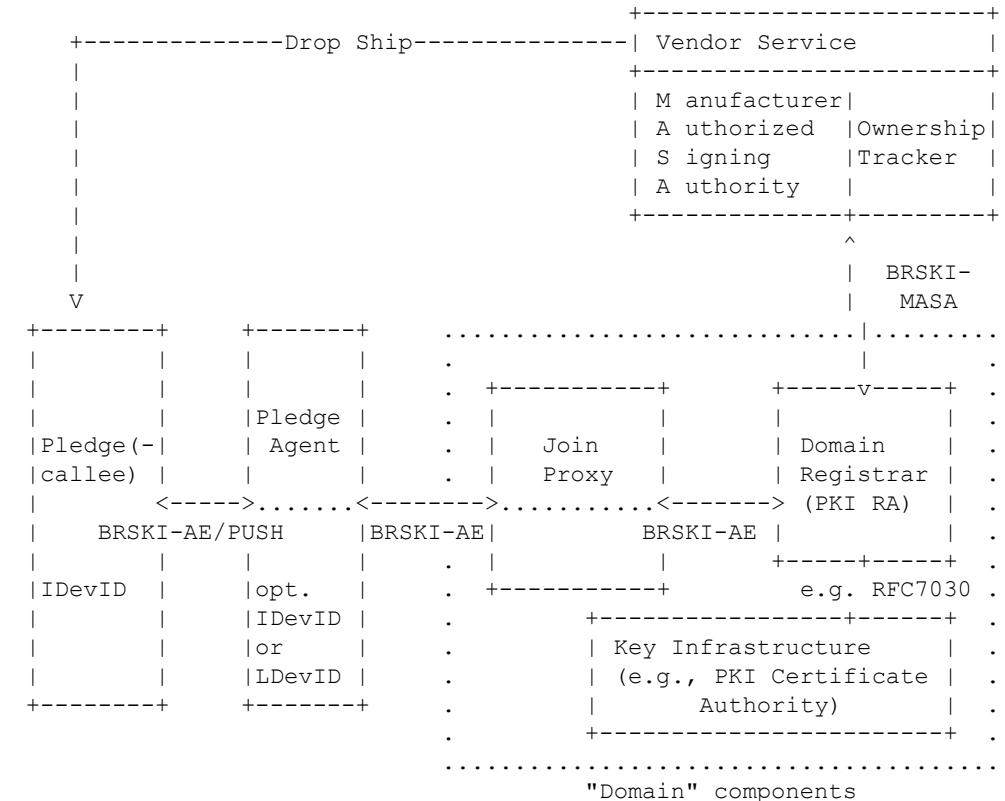 Drop Ship Vendor Service
M anufacturer
A uthorized Ownership
S igning Tracker
A uthority
BRSKI-
V MASA
Pledge
Pledge(- Agent Join Domain
callee) Proxy Registrar
(PKI RA)
BRSKI-AE/PUSH BRSKI-AE BRSKI-AE
IDevID opt. e.g. RFC7030
IDevID
or Key Infrastructure
LDevID (e.g., PKI Certificate
Authority)
"Domain" components